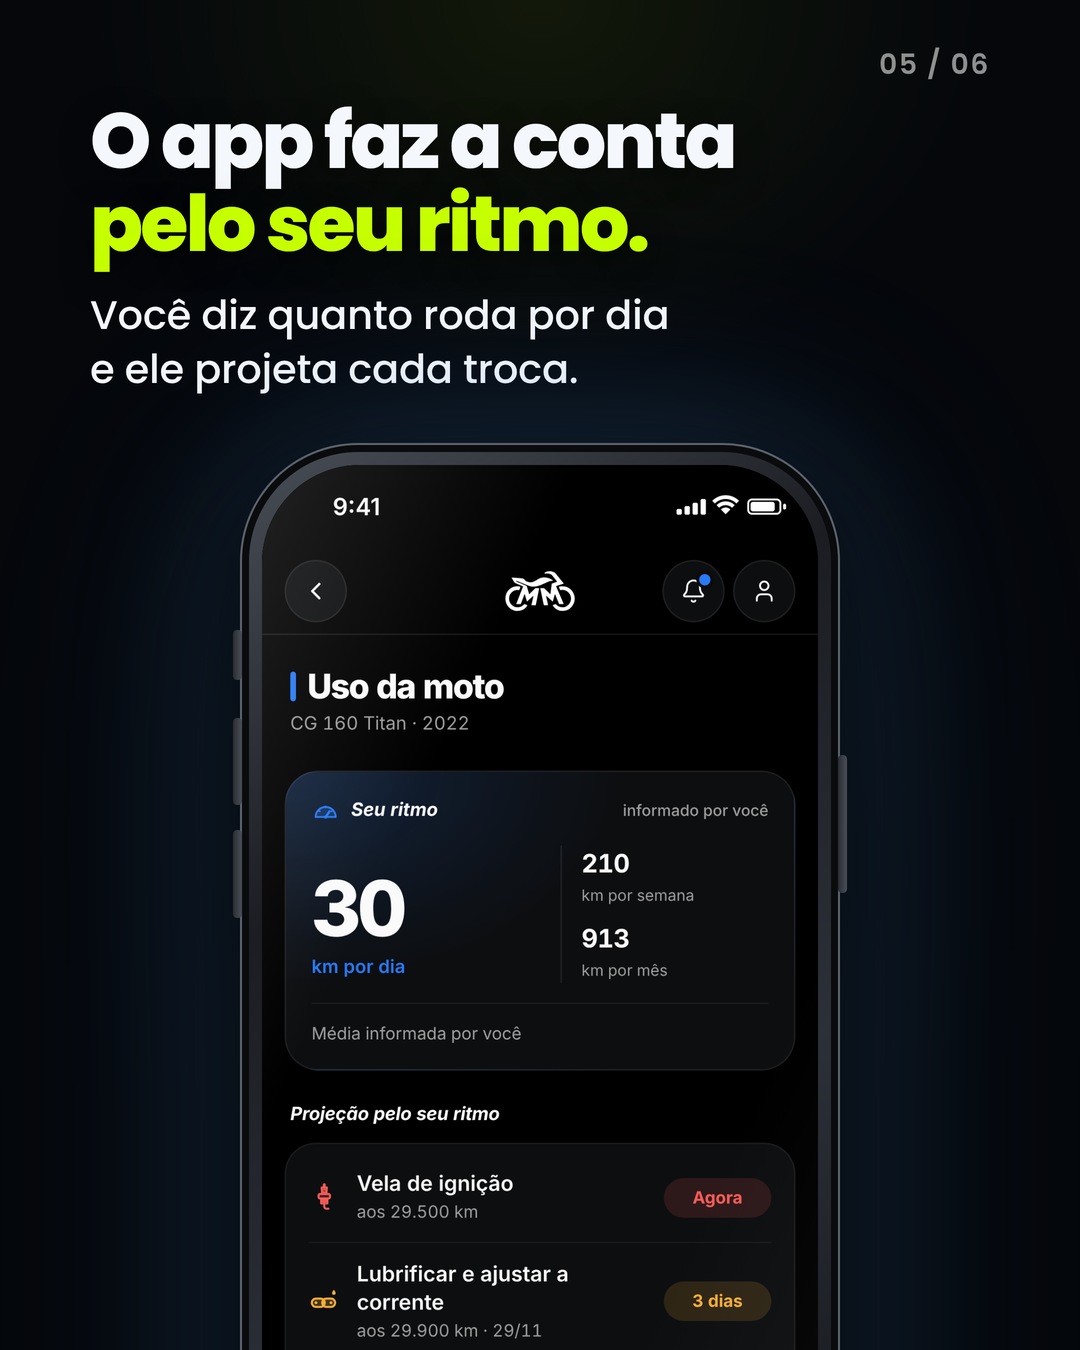 05 / 06
O app faz a conta
pelo seu ritmo.
Você diz quanto roda por dia
e ele projeta cada troca.
9:41
MM
Uso da moto
CG 160 Titan · 2022
Seu ritmo
informado por você
30
km por dia
210
km por semana
913
km por mês
Média informada por você
Projeção pelo seu ritmo
Vela de ignição
aos 29.500 km
Agora
Lubrificar e ajustar a
corrente
aos 29.900 km · 29/11
3 dias